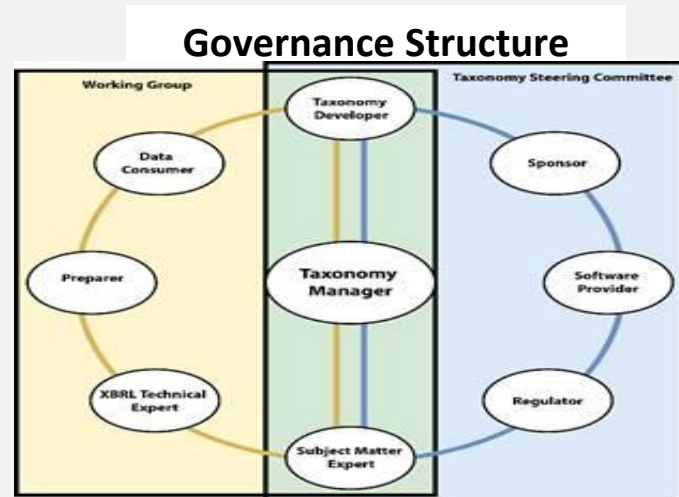 Governance Structure
Working Group
Taxonomy Steering Committee
Taxonomy
Developer
Data
Consumer
Sponsor
Preparer
Taxonomy
Manager
Software
Provider
XBRL Technical
Expert
Regulator
Subject Matter
Expert